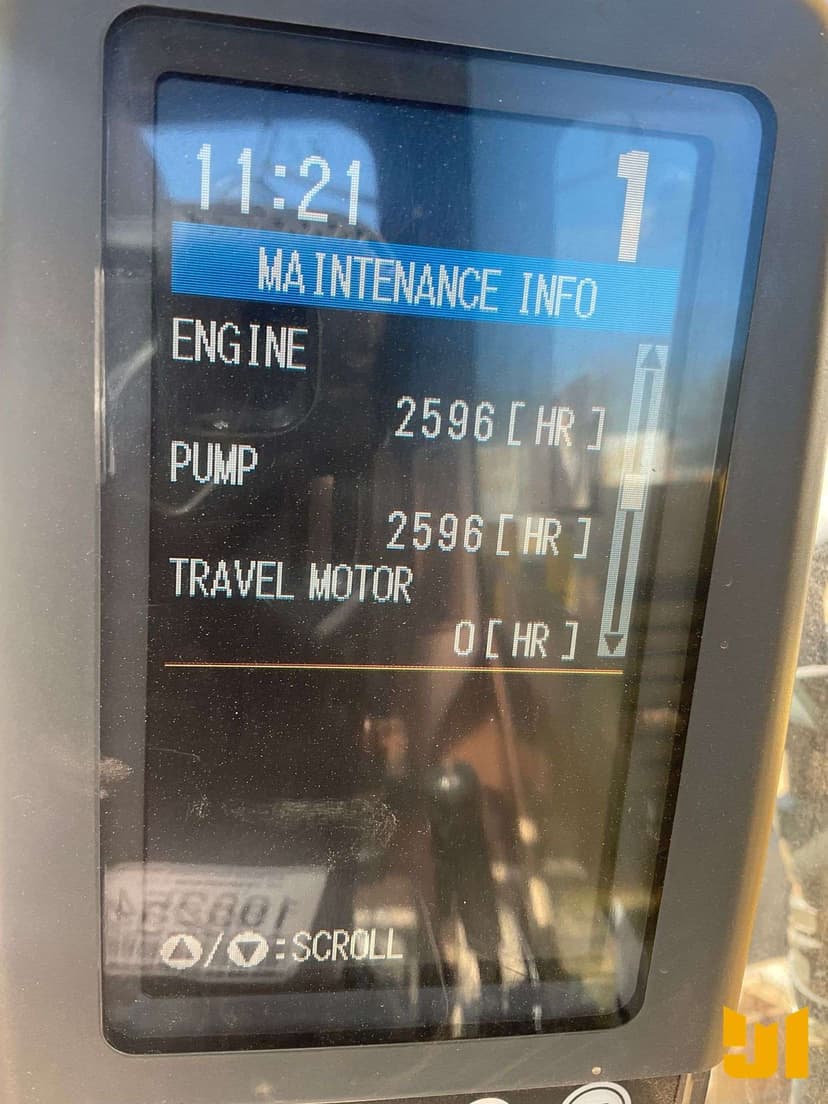 11:21 1
MAINTENANCE INFO
ENGINE
2596[HR]
PUMP
2596[HR]
TRAVEL MOTOR
0[HR]
▲/▼:SCROLL